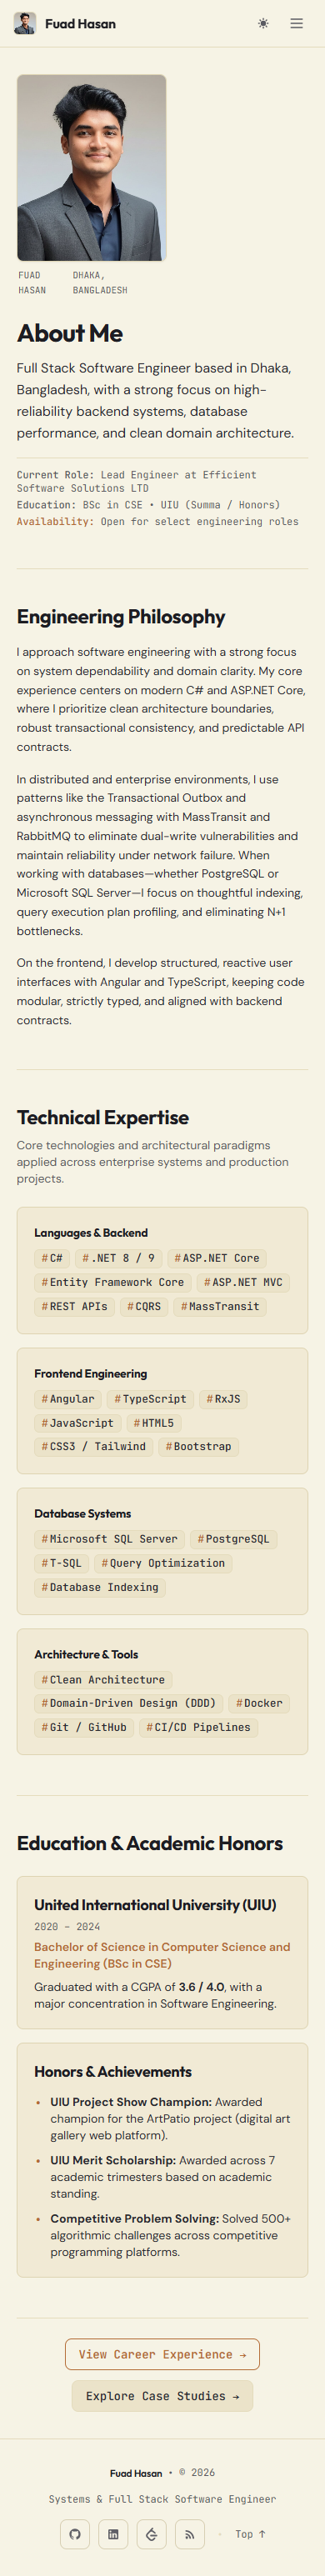 Fuad Hasan
FUAD
HASAN
DHAKA,
BANGLADESH
About Me
Full Stack Software Engineer based in Dhaka,
Bangladesh, with a strong focus on high-
reliability backend systems, database
performance, and clean domain architecture.
Current Role: Lead Engineer at Efficient
Software Solutions LTD
Education: BSc in CSE • UIU (Summa / Honors)
Availability: Open for select engineering roles
Engineering Philosophy
I approach software engineering with a strong focus
on system dependability and domain clarity. My core
experience centers on modern C# and ASP.NET Core,
where I prioritize clean architecture boundaries,
robust transactional consistency, and predictable API
contracts.
In distributed and enterprise environments, I use
patterns like the Transactional Outbox and
asynchronous messaging with MassTransit and
RabbitMQ to eliminate dual-write vulnerabilities and
maintain reliability under network failure. When
working with databases—whether PostgreSQL or
Microsoft SQL Server—I focus on thoughtful indexing,
query execution plan profiling, and eliminating N+1
bottlenecks.
On the frontend, I develop structured, reactive user
interfaces with Angular and TypeScript, keeping code
modular, strictly typed, and aligned with backend
contracts.
Technical Expertise
Core technologies and architectural paradigms
applied across enterprise systems and production
projects.
Languages & Backend
#C# #.NET 8 / 9 #ASP.NET Core
#Entity Framework Core #ASP.NET MVC
#REST APIs #CQRS #MassTransit
Frontend Engineering
#Angular #TypeScript #RxJS
#JavaScript #HTML5
#CSS3 / Tailwind #Bootstrap
Database Systems
#Microsoft SQL Server #PostgreSQL
#T-SQL #Query Optimization
#Database Indexing
Architecture & Tools
#Clean Architecture
#Domain-Driven Design (DDD) #Docker
#Git / GitHub #CI/CD Pipelines
Education & Academic Honors
United International University (UIU)
2020 – 2024
Bachelor of Science in Computer Science and
Engineering (BSc in CSE)
Graduated with a CGPA of 3.6 / 4.0, with a
major concentration in Software Engineering.
Honors & Achievements
• UIU Project Show Champion: Awarded
champion for the ArtPatio project (digital art
gallery web platform).
• UIU Merit Scholarship: Awarded across 7
academic trimesters based on academic
standing.
• Competitive Problem Solving: Solved 500+
algorithmic challenges across competitive
programming platforms.
View Career Experience →
Explore Case Studies →
Fuad Hasan • © 2026
Systems & Full Stack Software Engineer
· Top ↑